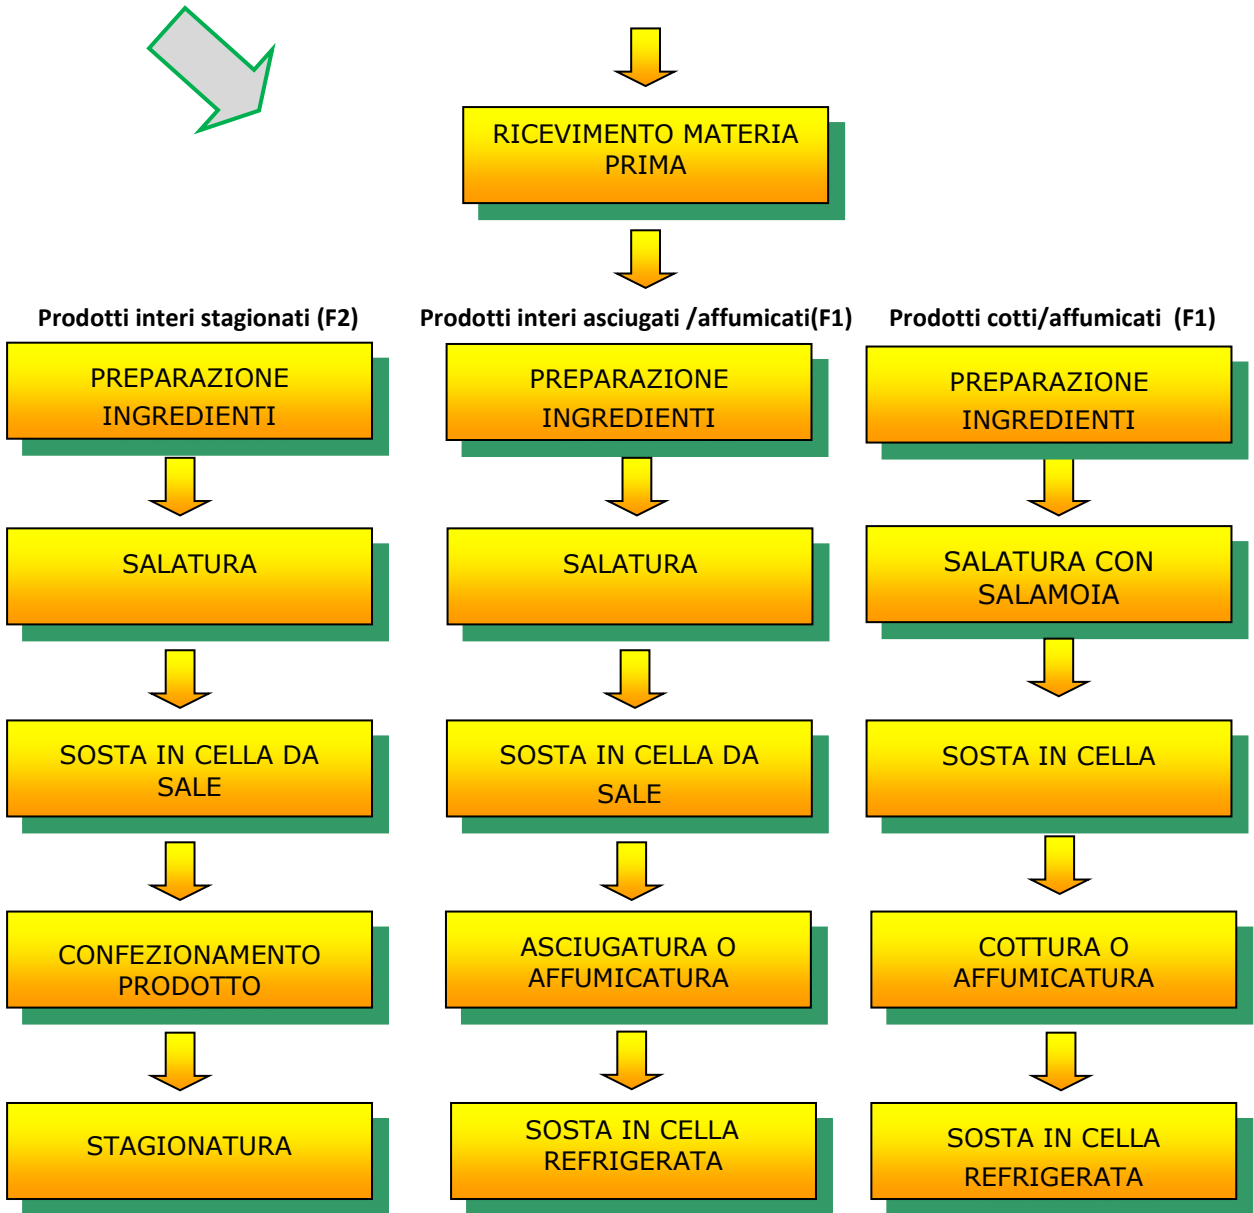 RICEVIMENTO MATERIA
PRIMA
Prodotti interi stagionati (F2)
PREPARAZIONE
INGREDIENTI
SALATURA
SOSTA IN CELLA DA
SALE
CONFEZIONAMENTO
PRODOTTO
STAGIONATURA
Prodotti interi asciugati /affumicati(F1)
PREPARAZIONE
INGREDIENTI
SALATURA
SOSTA IN CELLA DA
SALE
ASCIUGATURA O
AFFUMICATURA
SOSTA IN CELLA
REFRIGERATA
Prodotti cotti/affumicati (F1)
PREPARAZIONE
INGREDIENTI
SALATURA CON
SALAMOIA
SOSTA IN CELLA
COTTURA O
AFFUMICATURA
SOSTA IN CELLA
REFRIGERATA